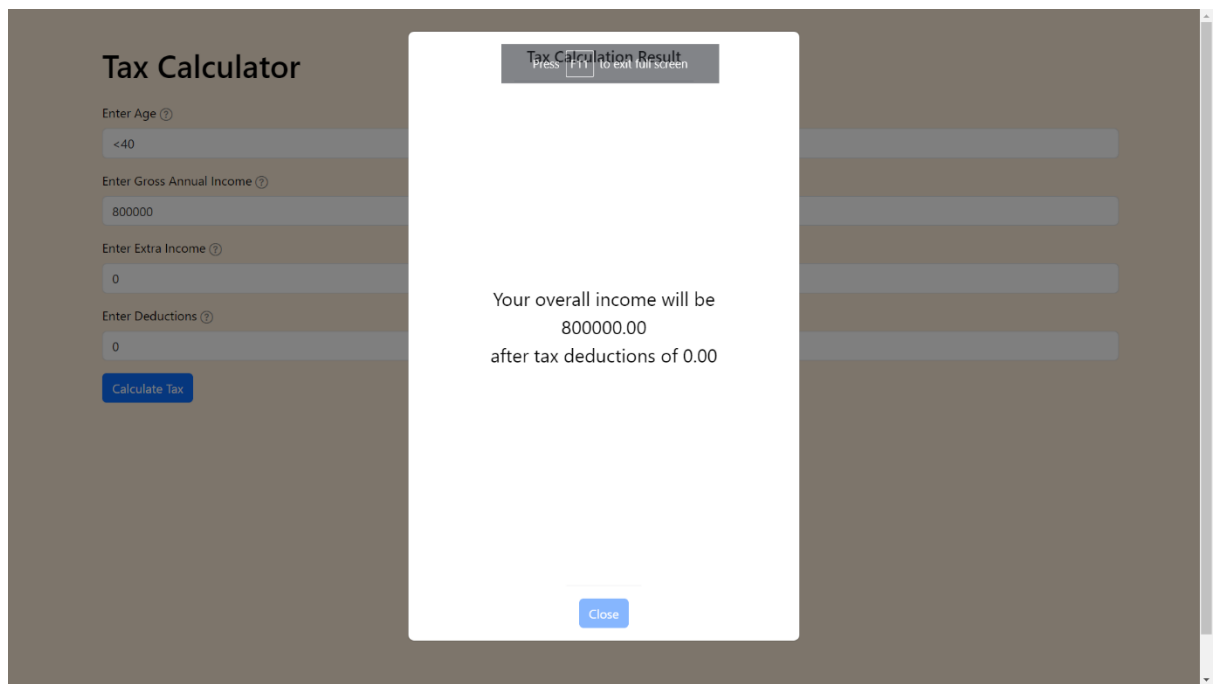 Tax Calculator
Enter Age ?
<40
Enter Gross Annual Income ?
800000
Enter Extra Income ?
0
Enter Deductions ?
0
Calculate Tax
Tax Calculation Result
Press F11 to exit full screen
Your overall income will be
800000.00
after tax deductions of 0.00
Close